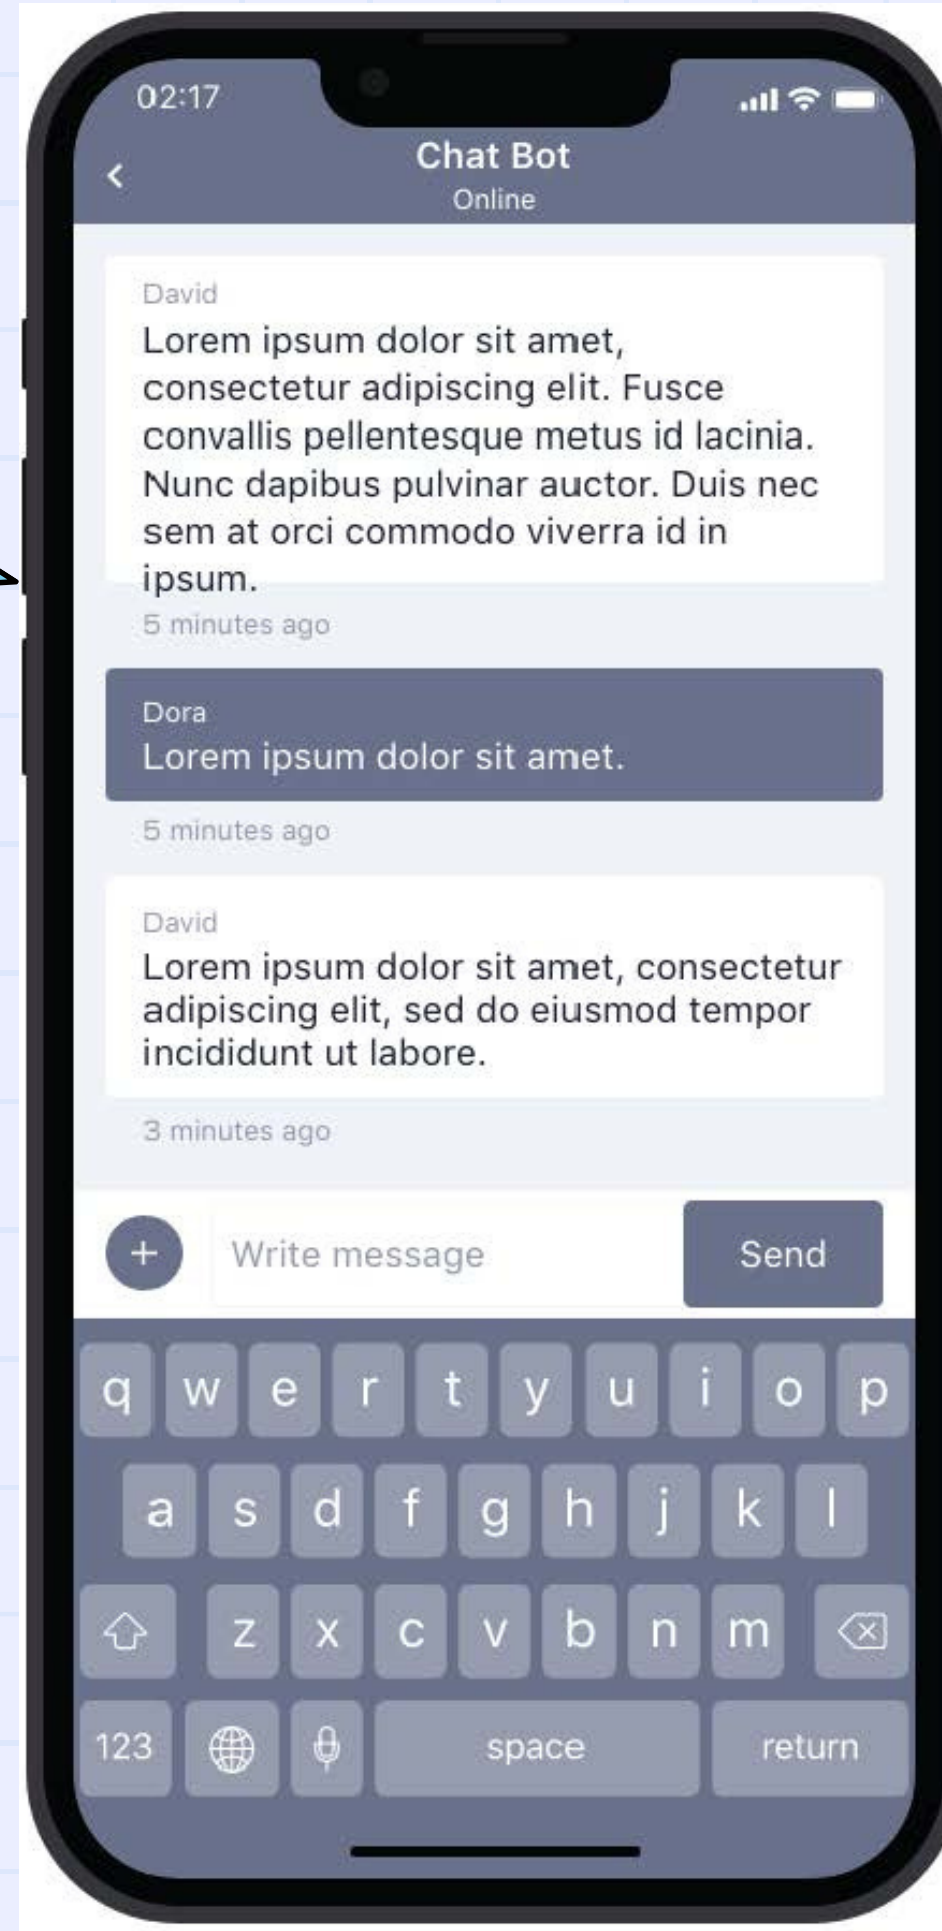 02:17
Chat Bot
Online
David
Lorem ipsum dolor sit amet,
consectetur adipiscing elit. Fusce
convallis pellentesque metus id lacinia.
Nunc dapibus pulvinar auctor. Duis nec
sem at orci commodo viverra id in
ipsum.
5 minutes ago
Dora
Lorem ipsum dolor sit amet.
5 minutes ago
David
Lorem ipsum dolor sit amet, consectetur
adipiscing elit, sed do eiusmod tempor
incididunt ut labore.
3 minutes ago
+ Write message Send
q w e r t y u i o p
a s d f g h j k l
z x c v b n m
123 space return